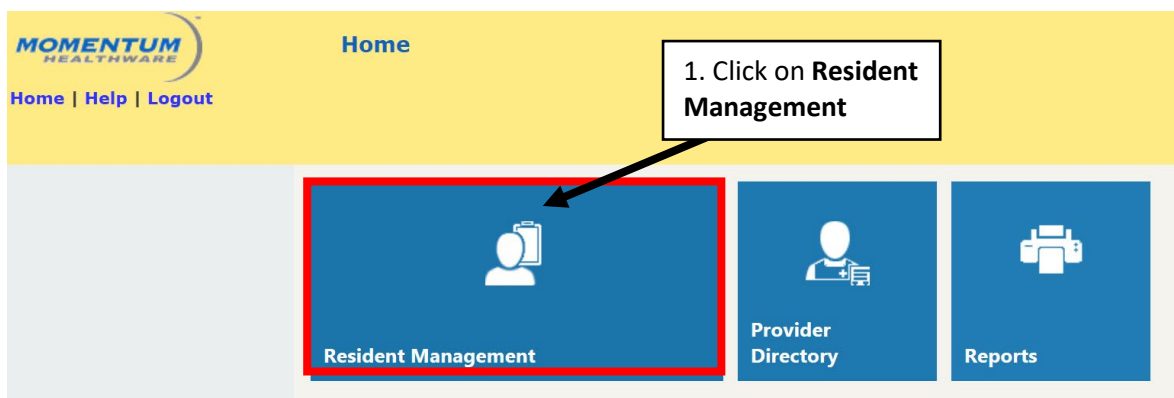 MOMENTUM
HEALTHWARE
Home | Help | Logout
Home
1. Click on Resident
Management
Resident Management
Provider
Directory
Reports